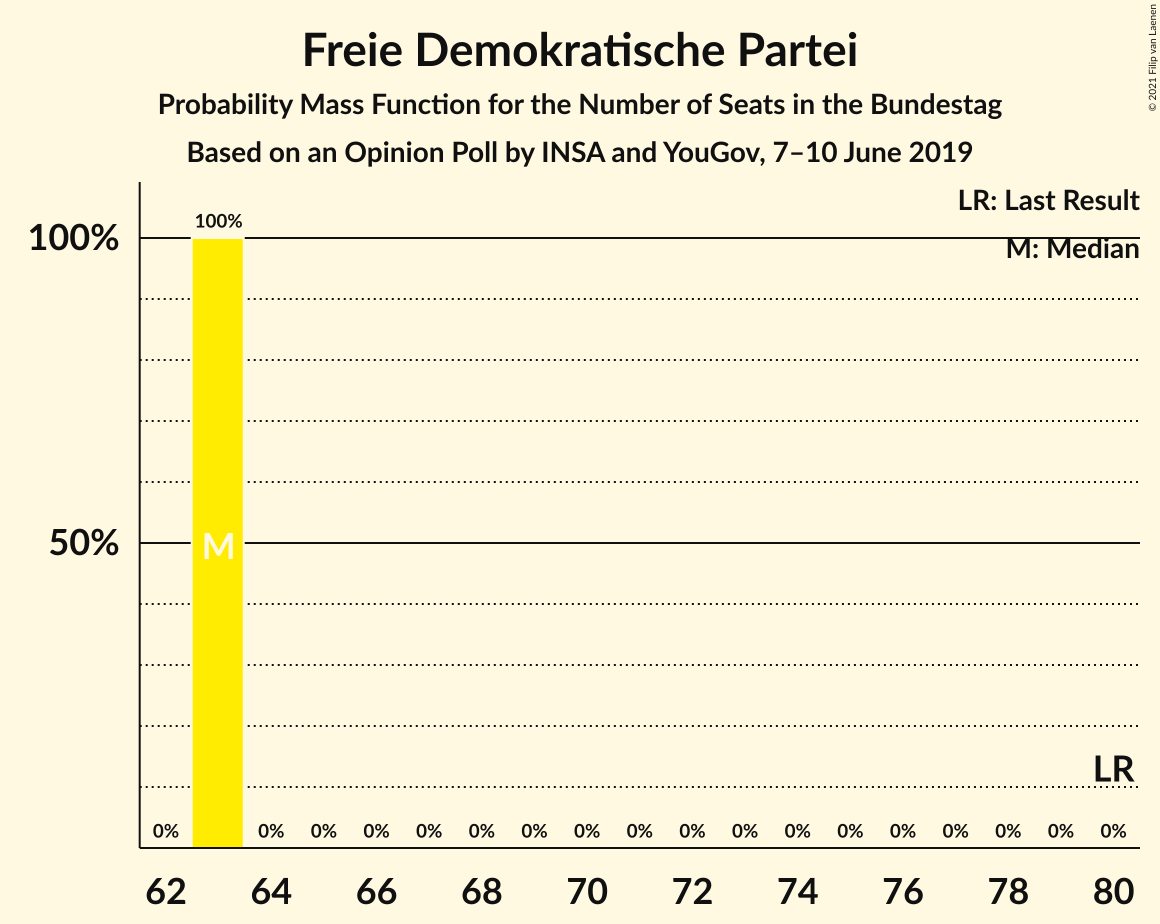 Freie Demokratische Partei
Probability Mass Function for the Number of Seats in the Bundestag
Based on an Opinion Poll by INSA and YouGov, 7–10 June 2019
© 2021 Filip van Laenen
LR: Last Result
M: Median
100%
100%
50%
M
LR
0% 0% 0% 0% 0% 0% 0% 0% 0% 0% 0% 0% 0% 0% 0% 0% 0% 0%
62 64 66 68 70 72 74 76 78 80